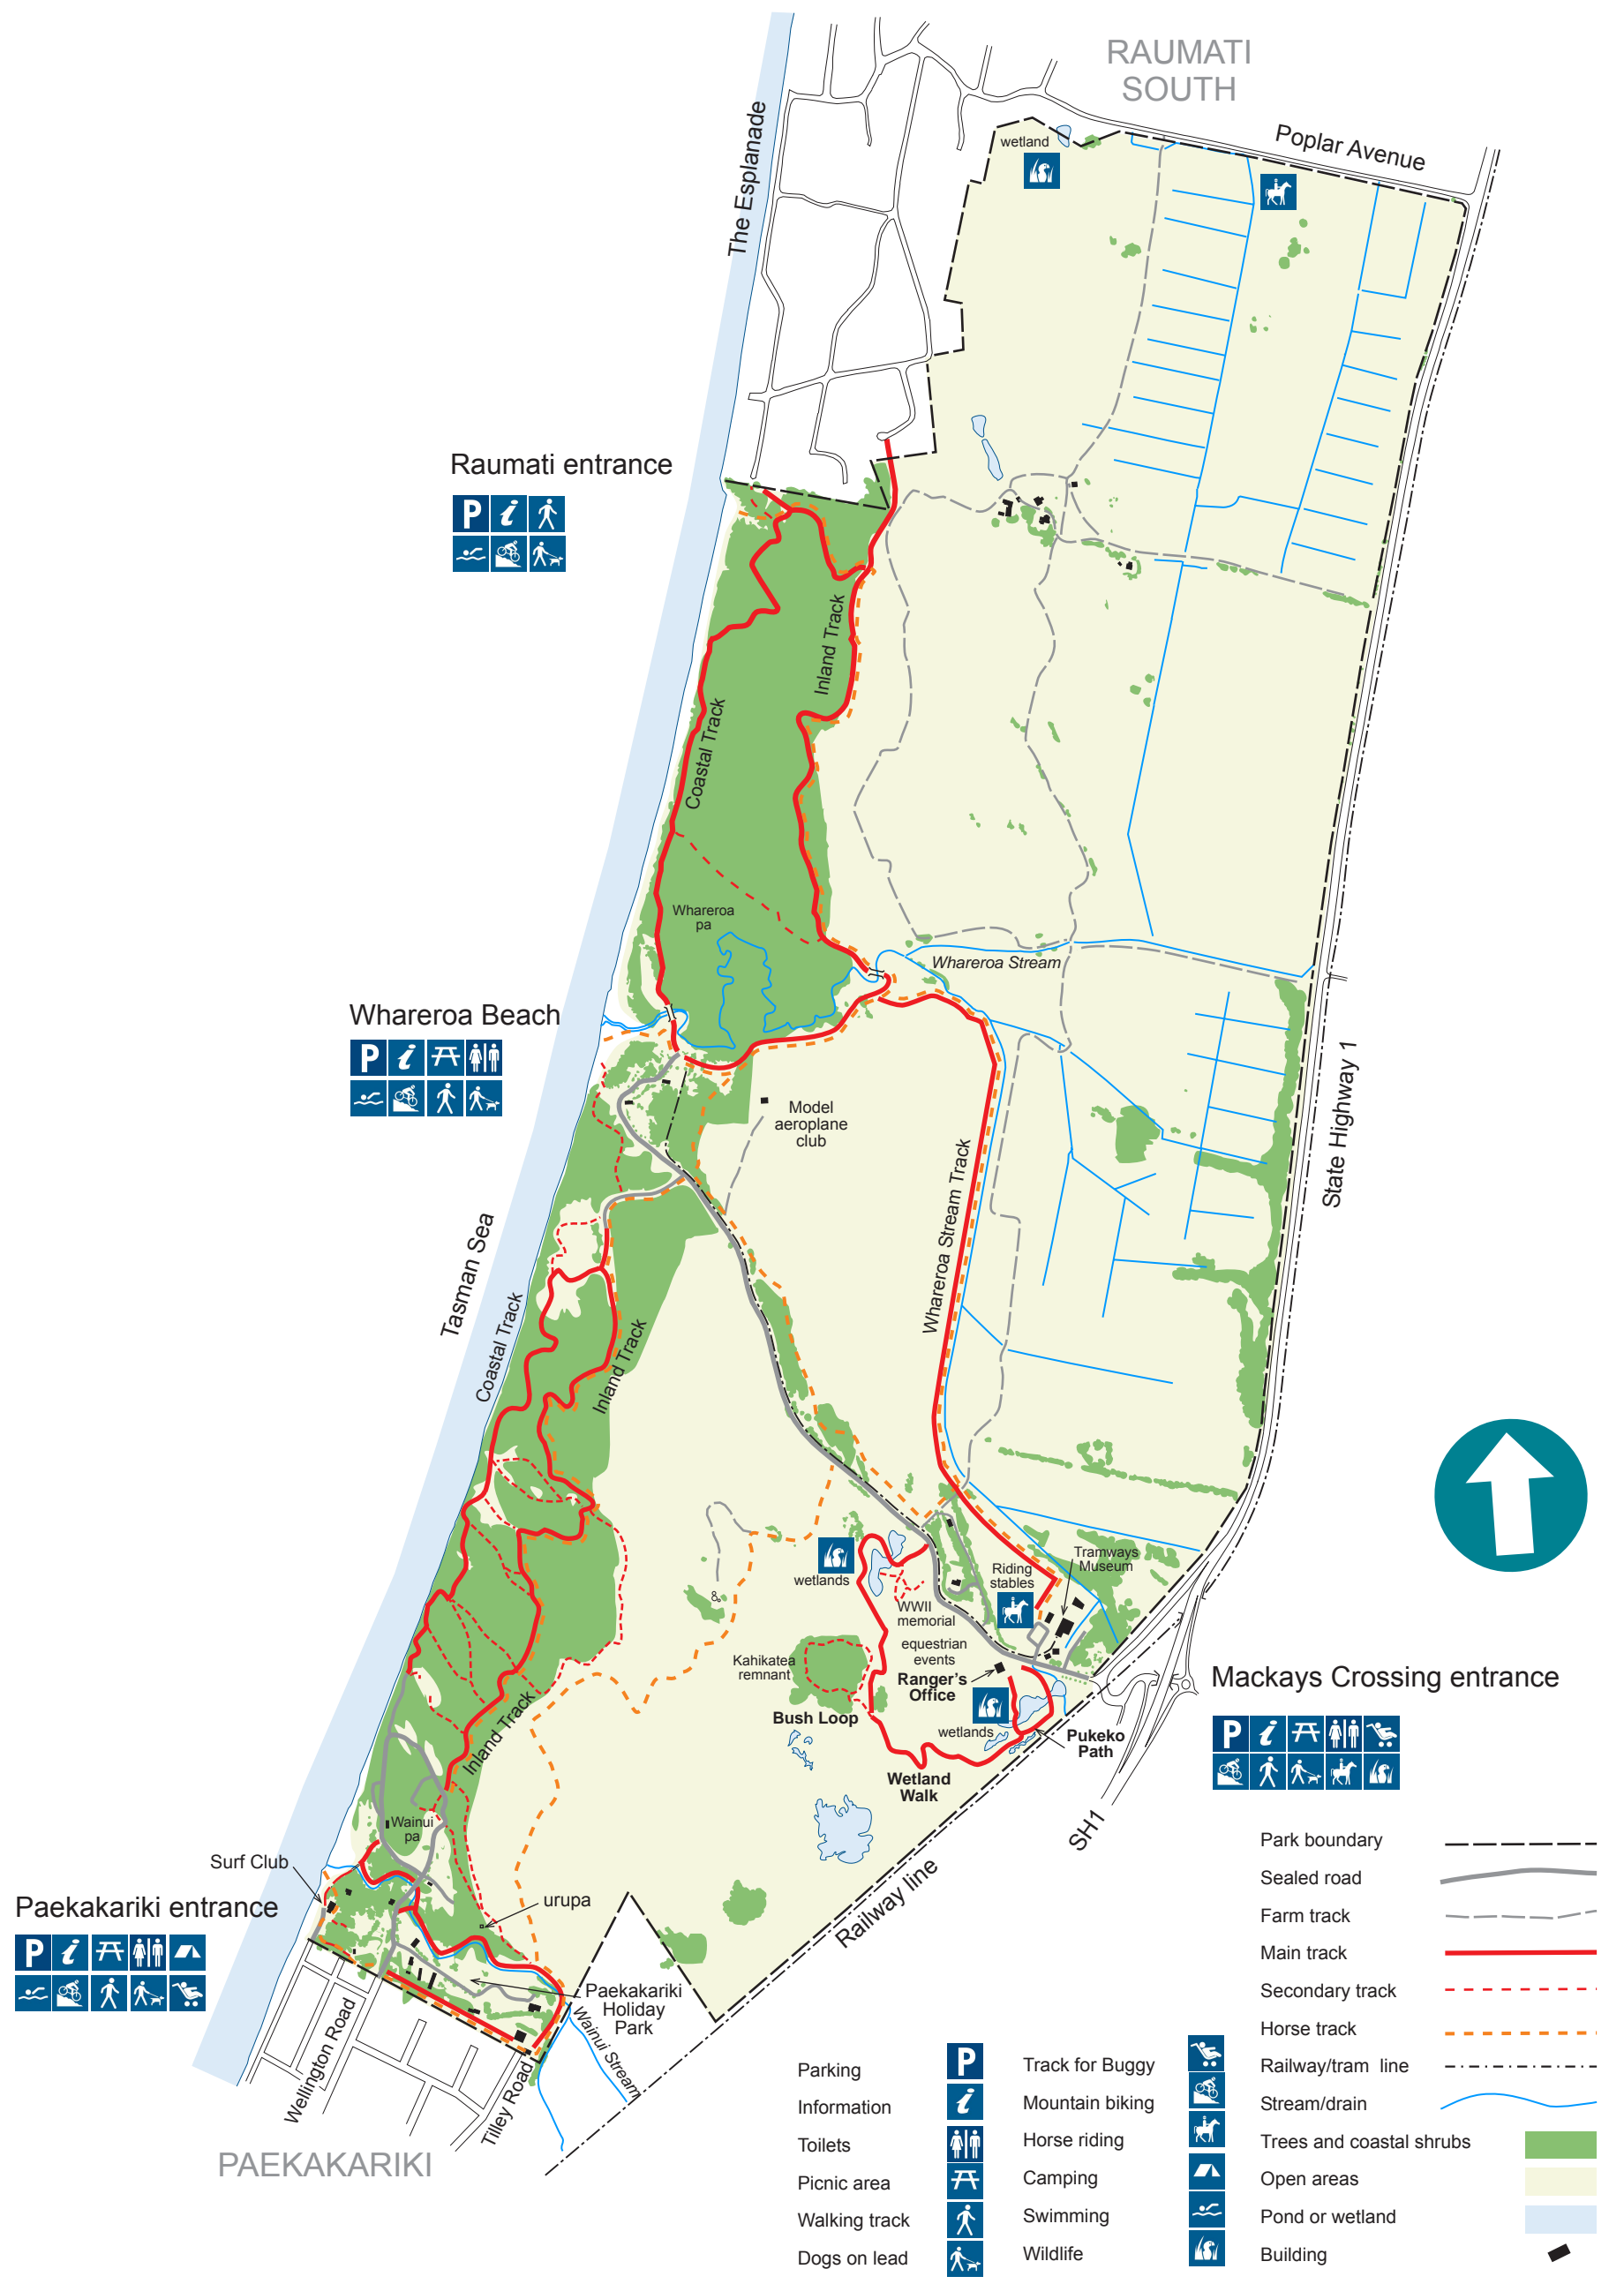 RAUMATI
SOUTH
Poplar Avenue
The Esplanade
wetland
Raumati entrance
P i
Inland Track
Coastal Track
Whareroa
pa
Whareroa Stream
Whareroa Beach
P i
Model
aeroplane
club
State Highway 1
Whareroa Stream Track
Tasman Sea
Coastal Track
Inland Track
wetlands
Riding
stables
Tramways
Museum
WWII
memorial
equestrian
events
Kahikatea
remnant
Ranger's
Office
Bush Loop
wetlands
Pukeko
Path
Wetland
Walk
Mackays Crossing entrance
P i
SH1
Inland Track
Wainui
pa
Surf Club
urupa
Railway line
Paekakariki entrance
P i
Paekakariki
Holiday
Park
Wainui Stream
Wellington Road
Tilley Road
PAEKAKARIKI
Parking P
Information i
Toilets
Picnic area
Walking track
Dogs on lead
Track for Buggy
Mountain biking
Horse riding
Camping
Swimming
Wildlife
Park boundary
Sealed road
Farm track
Main track
Secondary track
Horse track
Railway/tram line
Stream/drain
Trees and coastal shrubs
Open areas
Pond or wetland
Building